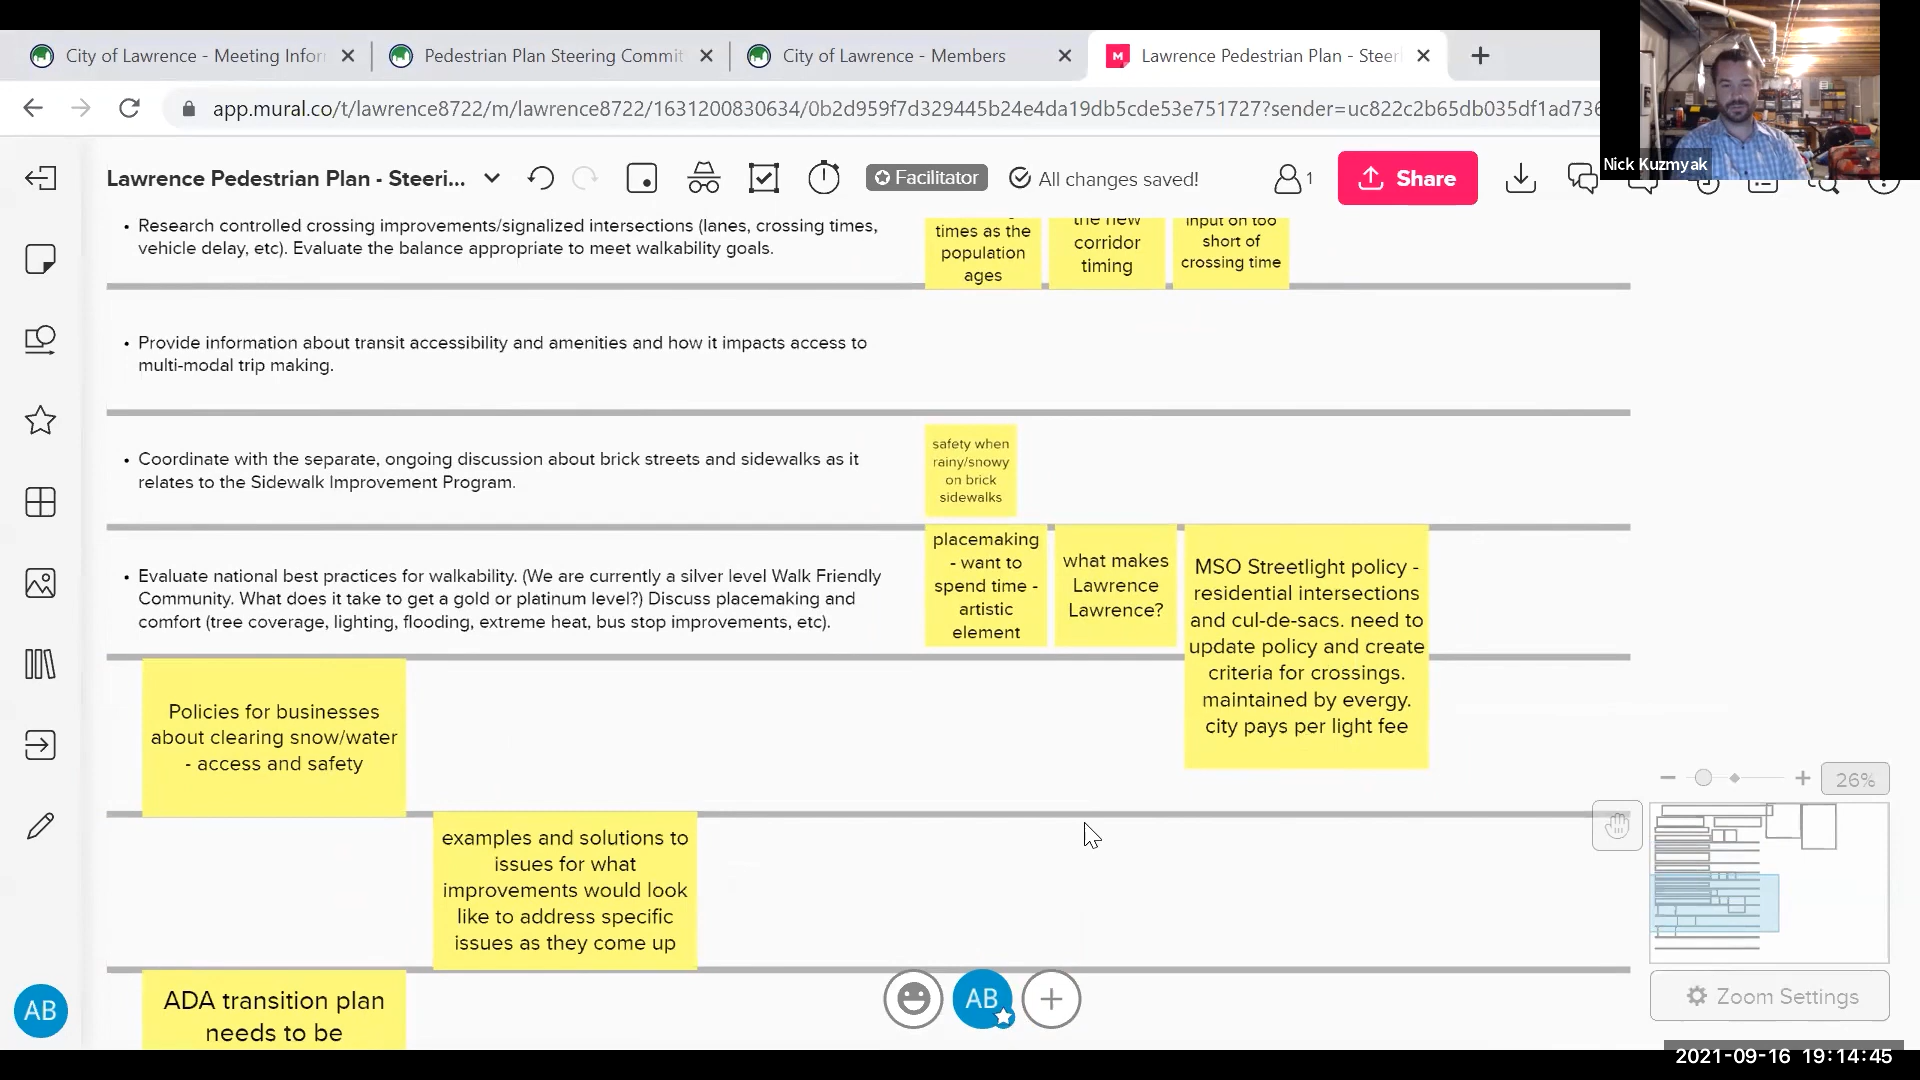 City of Lawrence - Meeting Infor
Pedestrian Plan Steering Commit
City of Lawrence - Members
Lawrence Pedestrian Plan - Steer
app.mural.co/t/lawrence8722/m/lawrence8722/1631200830634/0b2d959f7d329445b24e4da19db5cde53e751727?sender=uc822c2b65db035df1ad736
Nick Kuzmyak
Lawrence Pedestrian Plan - Steeri...
Facilitator
All changes saved!
1
Share
• Research controlled crossing improvements/signalized intersections (lanes, crossing times,
vehicle delay, etc). Evaluate the balance appropriate to meet walkability goals.
times as the
population
ages
the new
corridor
timing
input on too
short of
crossing time
• Provide information about transit accessibility and amenities and how it impacts access to
multi-modal trip making.
• Coordinate with the separate, ongoing discussion about brick streets and sidewalks as it
relates to the Sidewalk Improvement Program.
safety when
rainy/snowy
on brick
sidewalks
• Evaluate national best practices for walkability. (We are currently a silver level Walk Friendly
Community. What does it take to get a gold or platinum level?) Discuss placemaking and
comfort (tree coverage, lighting, flooding, extreme heat, bus stop improvements, etc).
placemaking
- want to
spend time -
artistic
element
what makes
Lawrence
Lawrence?
MSO Streetlight policy -
residential intersections
and cul-de-sacs. need to
update policy and create
criteria for crossings.
maintained by evergy.
city pays per light fee
Policies for businesses
about clearing snow/water
- access and safety
26%
examples and solutions to
issues for what
improvements would look
like to address specific
issues as they come up
ADA transition plan
needs to be
AB
AB
Zoom Settings
2021-09-16 19:14:45